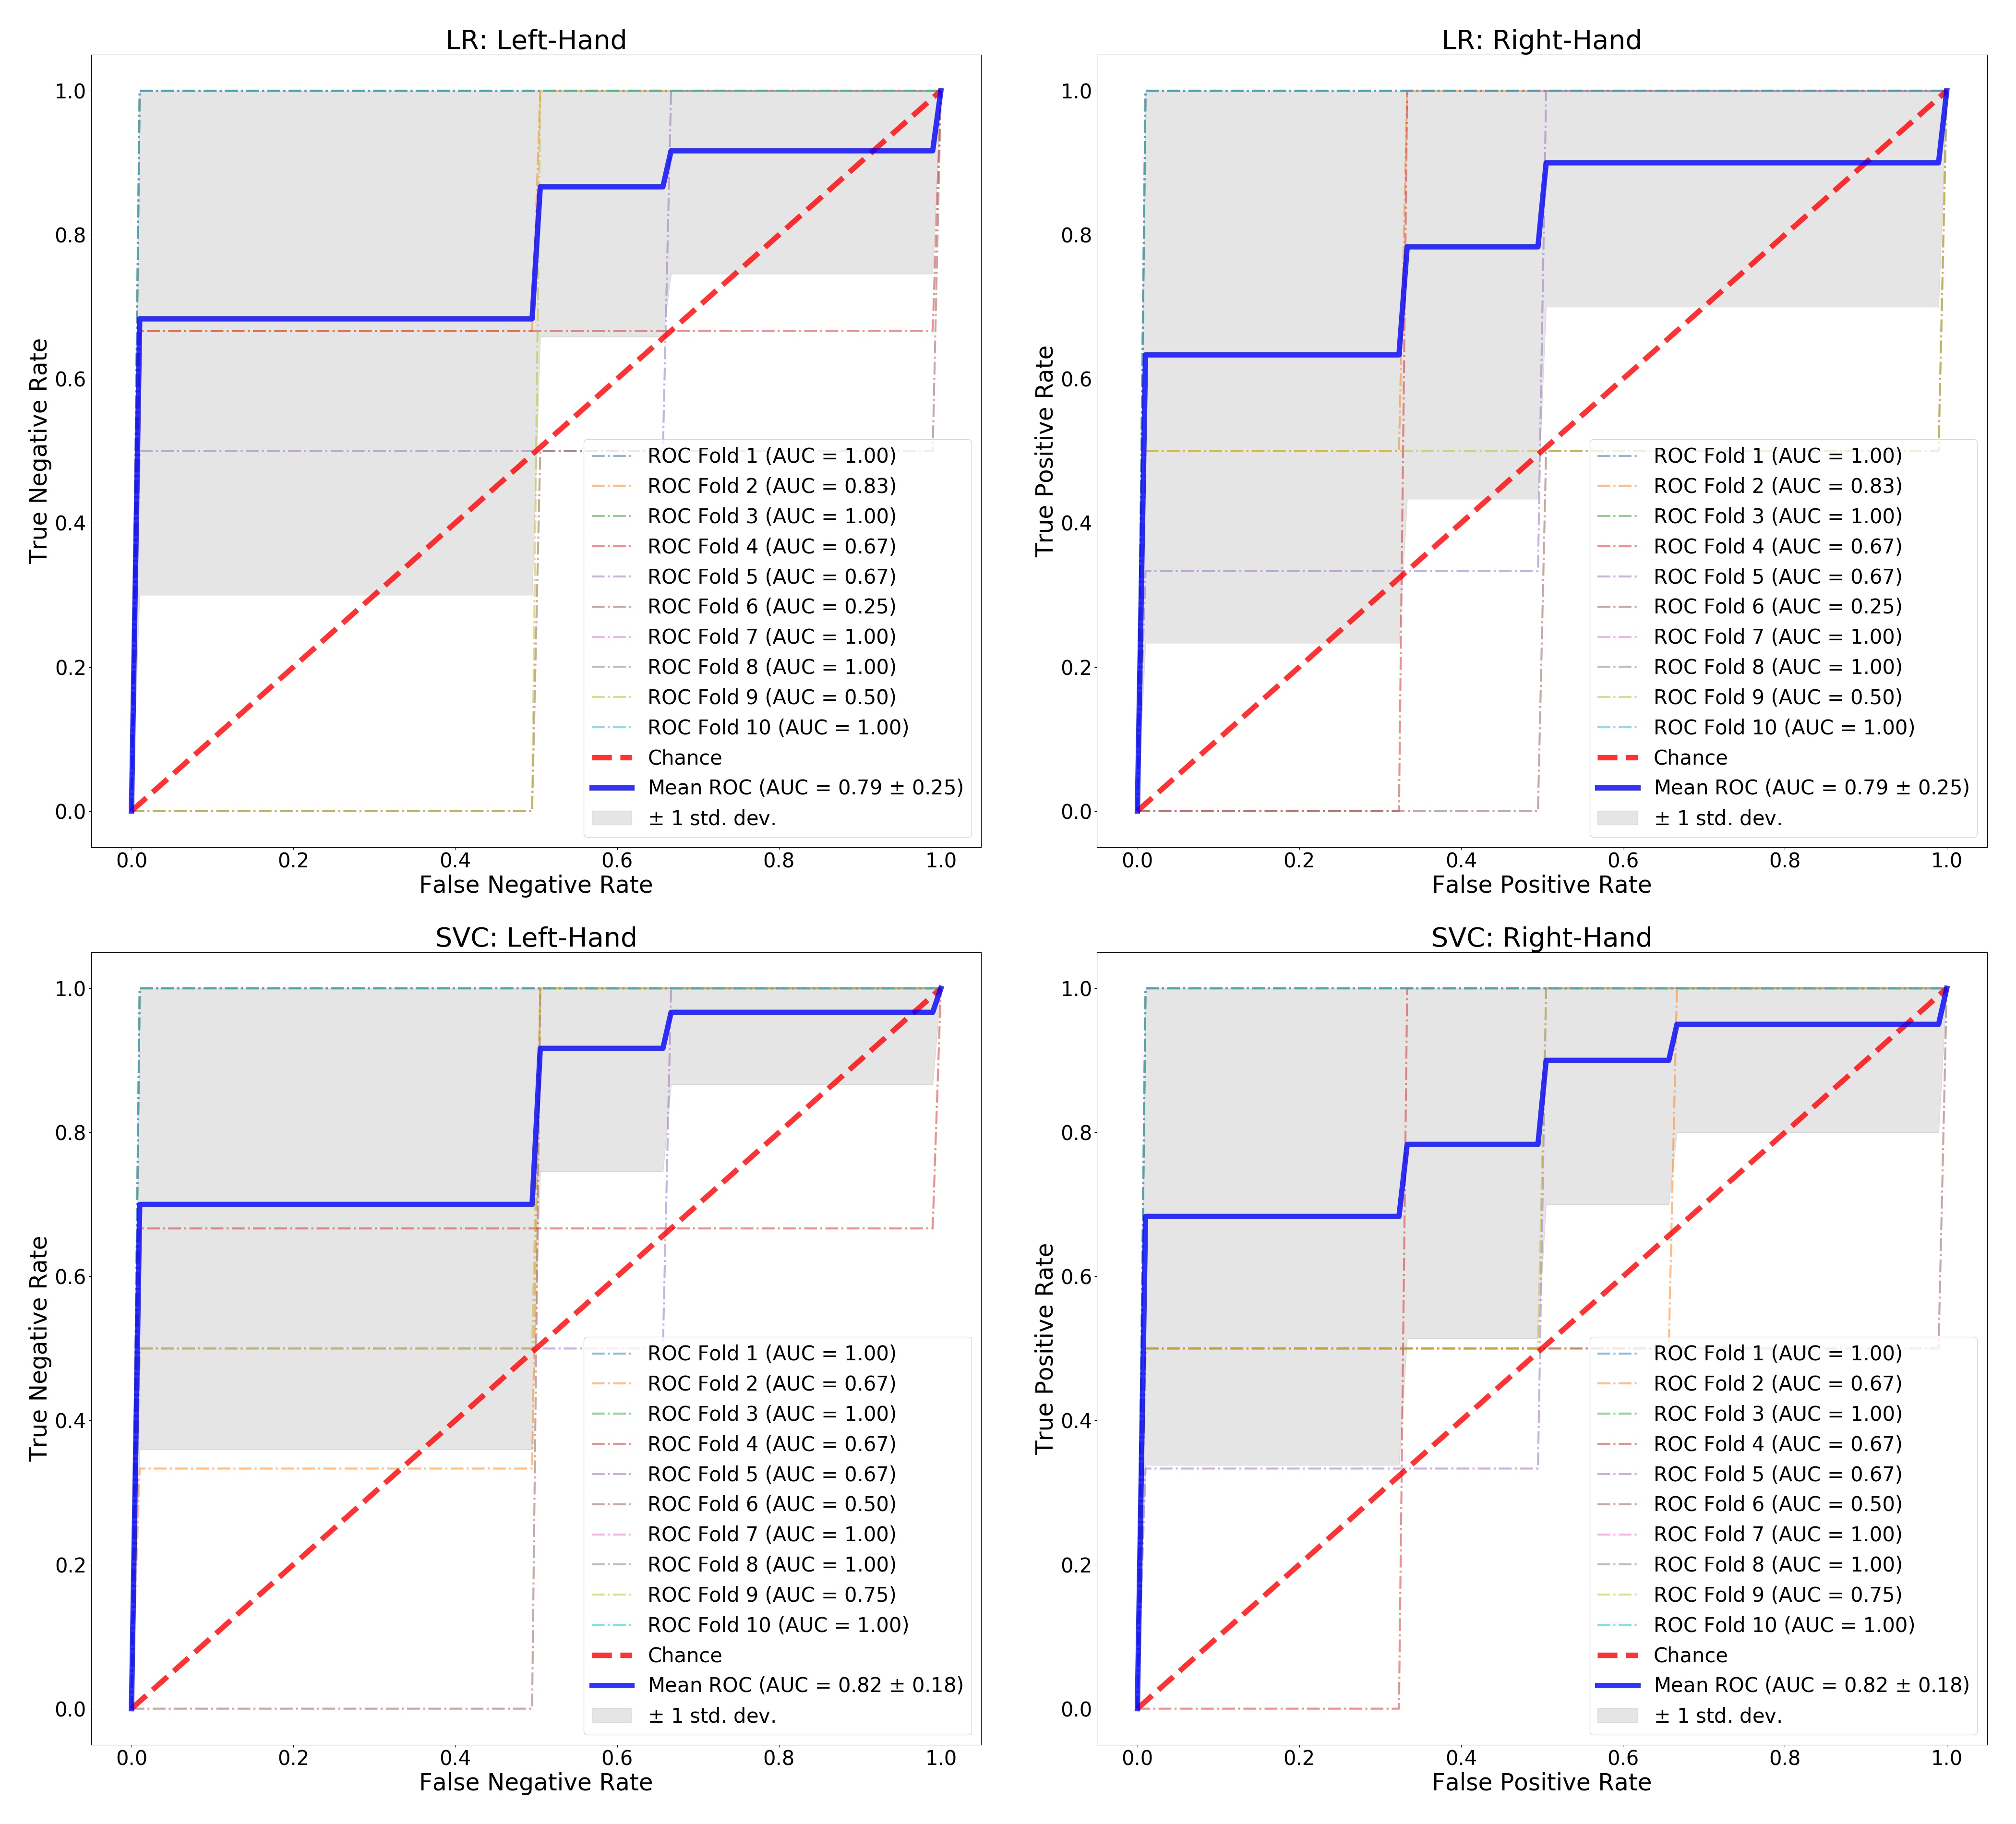 LR: Left-Hand
True Negative Rate
1.0
0.8
0.6
0.4
0.2
0.0
ROC Fold 1 (AUC = 1.00)
ROC Fold 2 (AUC = 0.83)
ROC Fold 3 (AUC = 1.00)
ROC Fold 4 (AUC = 0.67)
ROC Fold 5 (AUC = 0.67)
ROC Fold 6 (AUC = 0.25)
ROC Fold 7 (AUC = 1.00)
ROC Fold 8 (AUC = 1.00)
ROC Fold 9 (AUC = 0.50)
ROC Fold 10 (AUC = 1.00)
Chance
Mean ROC (AUC = 0.79 ± 0.25)
± 1 std. dev.
0.0 0.2 0.4 0.6 0.8 1.0
False Negative Rate
LR: Right-Hand
True Positive Rate
1.0
0.8
0.6
0.4
0.2
0.0
ROC Fold 1 (AUC = 1.00)
ROC Fold 2 (AUC = 0.83)
ROC Fold 3 (AUC = 1.00)
ROC Fold 4 (AUC = 0.67)
ROC Fold 5 (AUC = 0.67)
ROC Fold 6 (AUC = 0.25)
ROC Fold 7 (AUC = 1.00)
ROC Fold 8 (AUC = 1.00)
ROC Fold 9 (AUC = 0.50)
ROC Fold 10 (AUC = 1.00)
Chance
Mean ROC (AUC = 0.79 ± 0.25)
± 1 std. dev.
0.0 0.2 0.4 0.6 0.8 1.0
False Positive Rate
SVC: Left-Hand
True Negative Rate
1.0
0.8
0.6
0.4
0.2
0.0
ROC Fold 1 (AUC = 1.00)
ROC Fold 2 (AUC = 0.67)
ROC Fold 3 (AUC = 1.00)
ROC Fold 4 (AUC = 0.67)
ROC Fold 5 (AUC = 0.67)
ROC Fold 6 (AUC = 0.50)
ROC Fold 7 (AUC = 1.00)
ROC Fold 8 (AUC = 1.00)
ROC Fold 9 (AUC = 0.75)
ROC Fold 10 (AUC = 1.00)
Chance
Mean ROC (AUC = 0.82 ± 0.18)
± 1 std. dev.
0.0 0.2 0.4 0.6 0.8 1.0
False Negative Rate
SVC: Right-Hand
True Positive Rate
1.0
0.8
0.6
0.4
0.2
0.0
ROC Fold 1 (AUC = 1.00)
ROC Fold 2 (AUC = 0.67)
ROC Fold 3 (AUC = 1.00)
ROC Fold 4 (AUC = 0.67)
ROC Fold 5 (AUC = 0.67)
ROC Fold 6 (AUC = 0.50)
ROC Fold 7 (AUC = 1.00)
ROC Fold 8 (AUC = 1.00)
ROC Fold 9 (AUC = 0.75)
ROC Fold 10 (AUC = 1.00)
Chance
Mean ROC (AUC = 0.82 ± 0.18)
± 1 std. dev.
0.0 0.2 0.4 0.6 0.8 1.0
False Positive Rate